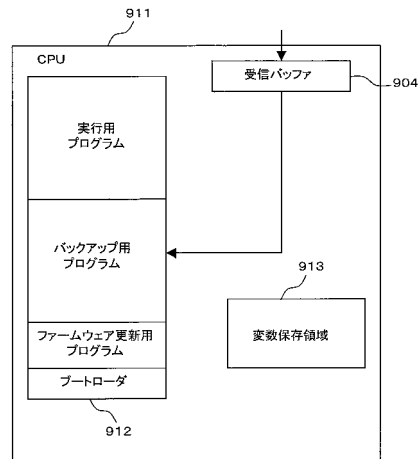 911
CPU
受信バッファ
904
実行用
プログラム
バックアップ用
プログラム
913
変数保存領域
ファームウェア更新用
プログラム
ブートローダ
912